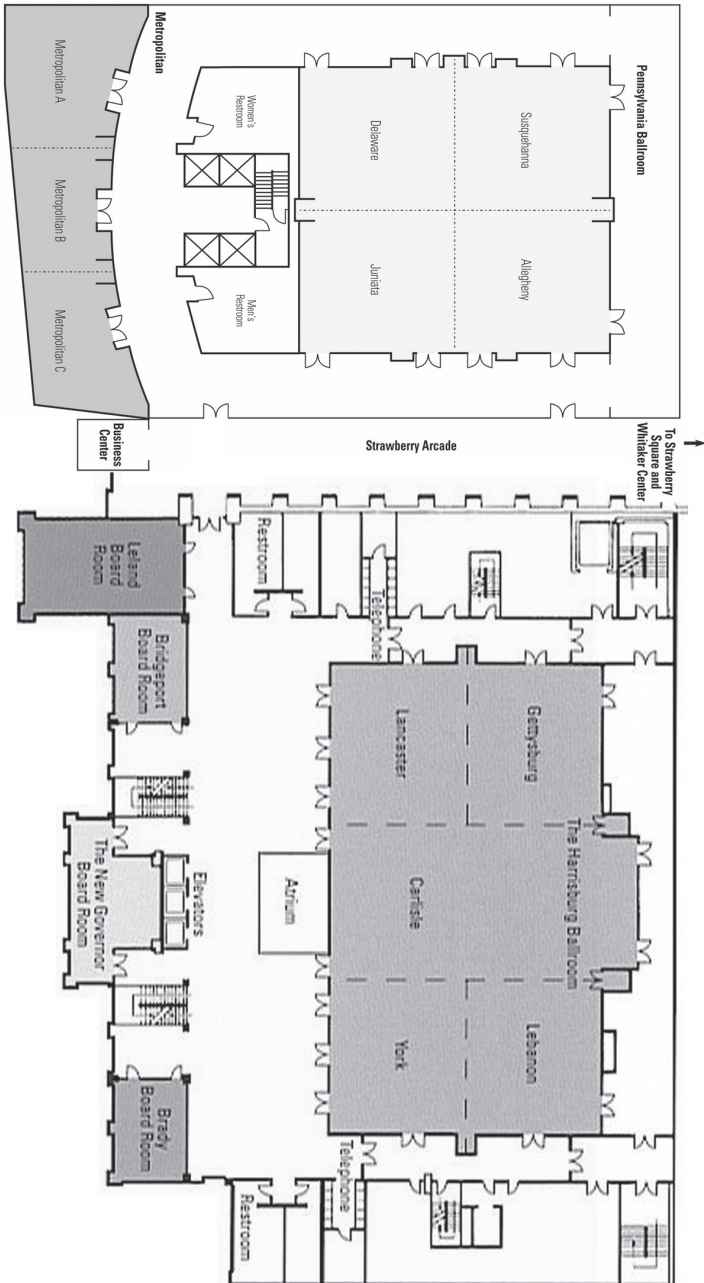 Pennsylvania Ballroom
Susquehanna
Allegheny
Delaware
Juniata
Women's
Restroom
Men's
Restroom
Metropolitan
Metropolitan A
Metropolitan B
Metropolitan C
To Strawberry
Square and
Whitaker Center
Strawberry Arcade
Business
Center
Restroom
Telephone
Leland
Board
Room
Bridgeport
Board Room
Gettysburg
The Harrisburg Ballroom
Lebanon
Lancaster
Carlisle
York
Atrium
Elevators
The New Governor
Board Room
Brady
Board Room
Telephone
Restroom